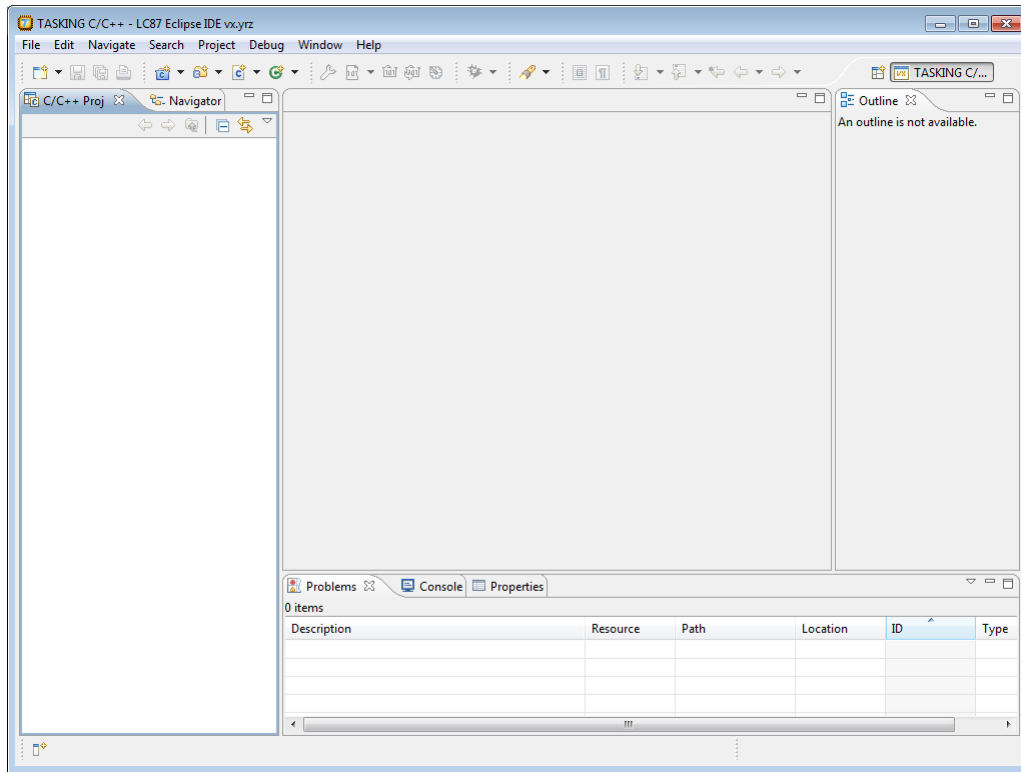 TASKING C/C++ - LC87 Eclipse IDE vx.yrz
File Edit Navigate Search Project Debug Window Help
TASKING C/...
C/C++ Proj Navigator
Outline
An outline is not available.
Problems Console Properties
0 items
Description Resource Path Location ID Type